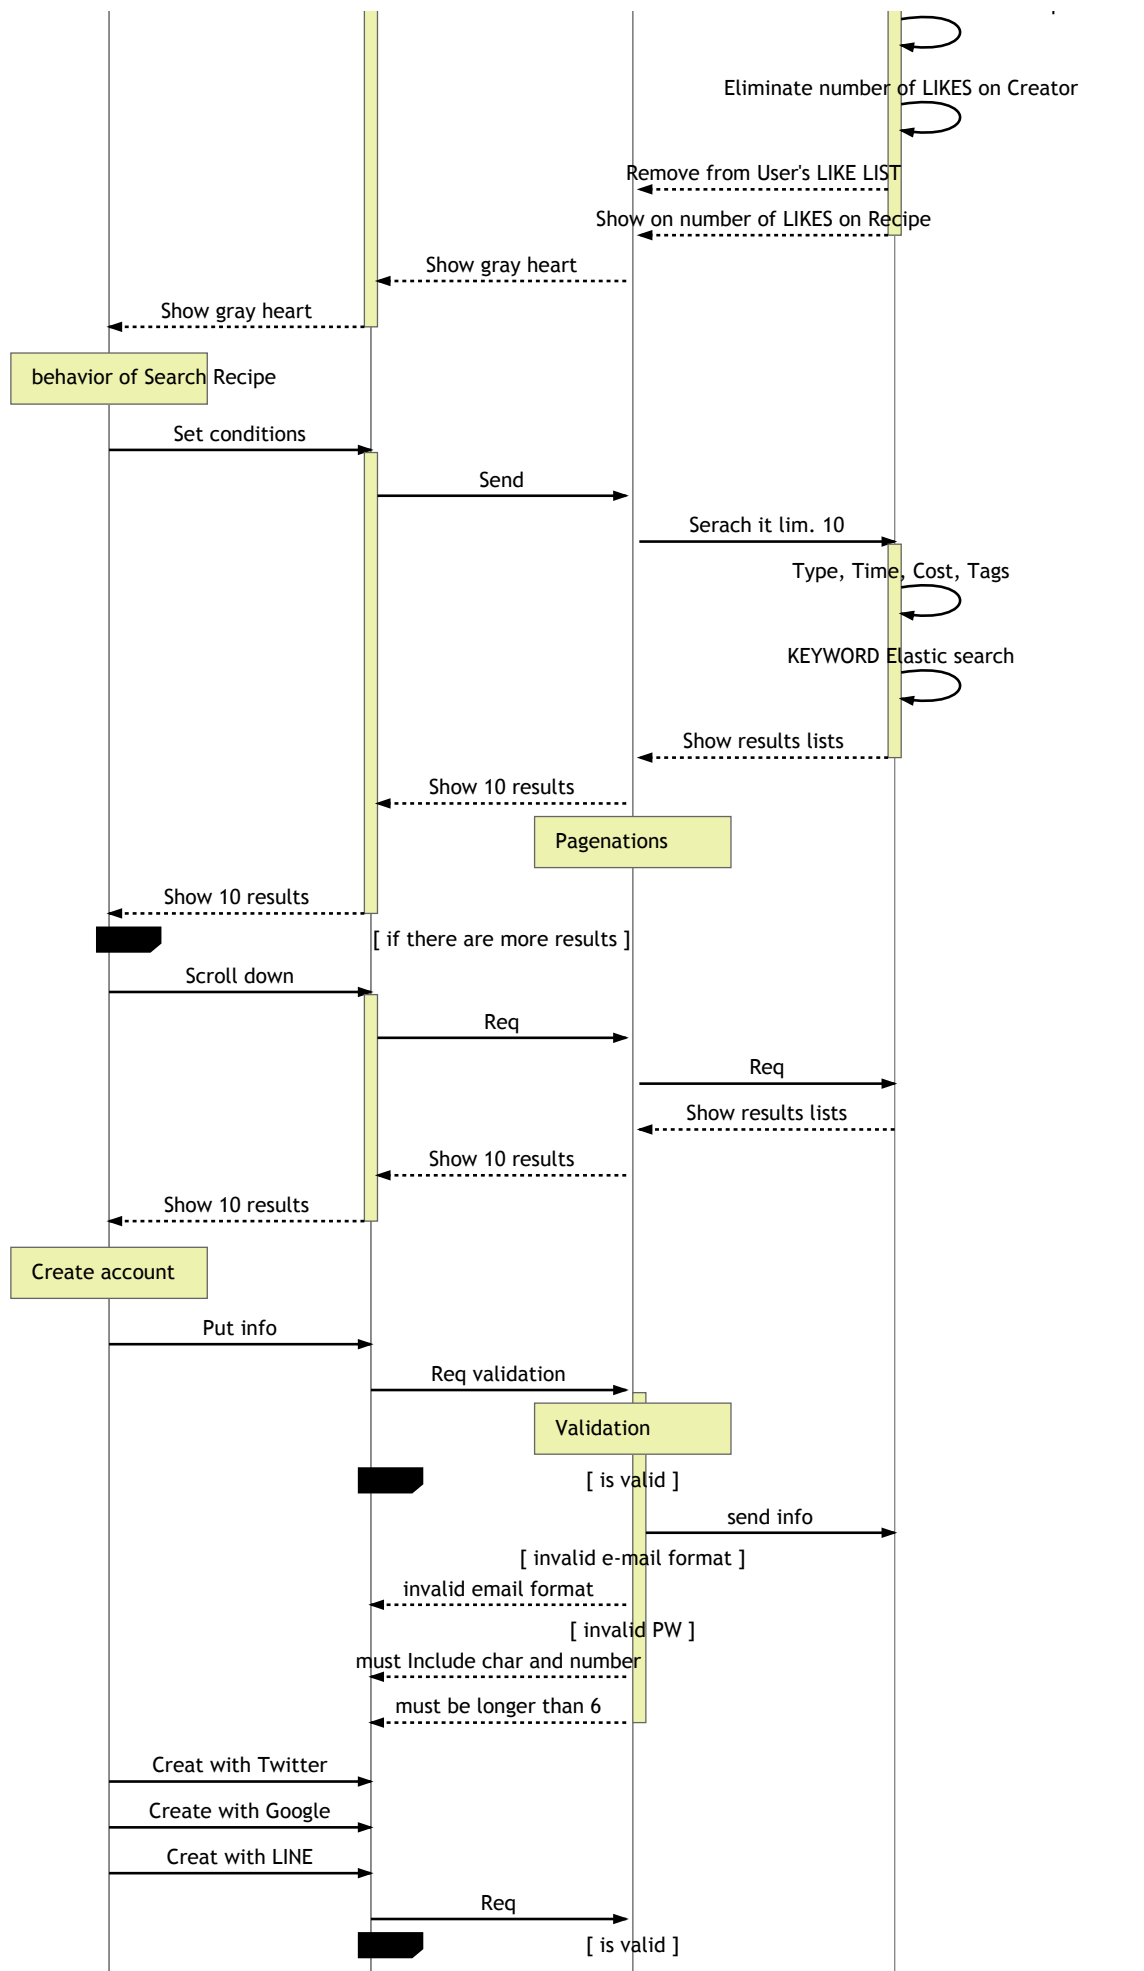 Eliminate number of LIKES on Creator
Remove from User's LIKE LIST
Show on number of LIKES on Recipe
Show gray heart
Show gray heart
behavior of Search Recipe
Set conditions
Send
Serach it lim. 10
Type, Time, Cost, Tags
KEYWORD Elastic search
Show results lists
Show 10 results
Pagenations
Show 10 results
[ if there are more results ]
Scroll down
Req
Req
Show results lists
Show 10 results
Show 10 results
Create account
Put info
Req validation
Validation
[ is valid ]
send info
[ invalid e-mail format ]
invalid email format
[ invalid PW ]
must Include char and number
must be longer than 6
Creat with Twitter
Create with Google
Creat with LINE
Req
[ is valid ]